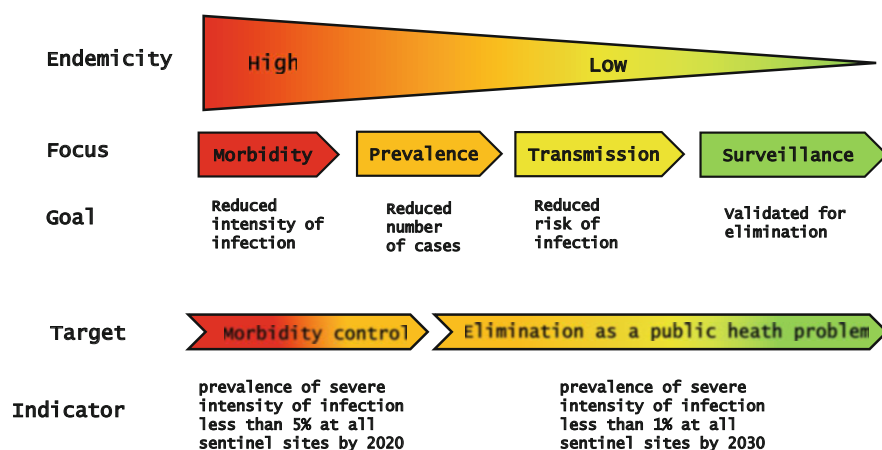 Endemicity
High
Low
Focus
Morbidity
Prevalence
Transmission
Surveillance
Goal
Reduced
intensity of
infection
Reduced
number
of cases
Reduced
risk of
infection
Validated for
elimination
Target
Morbidity control
Elimination as a public heath problem
Indicator
prevalence of severe
intensity of infection
less than 5% at all
sentinel sites by 2020
prevalence of severe
intensity of infection
less than 1% at all
sentinel sites by 2030